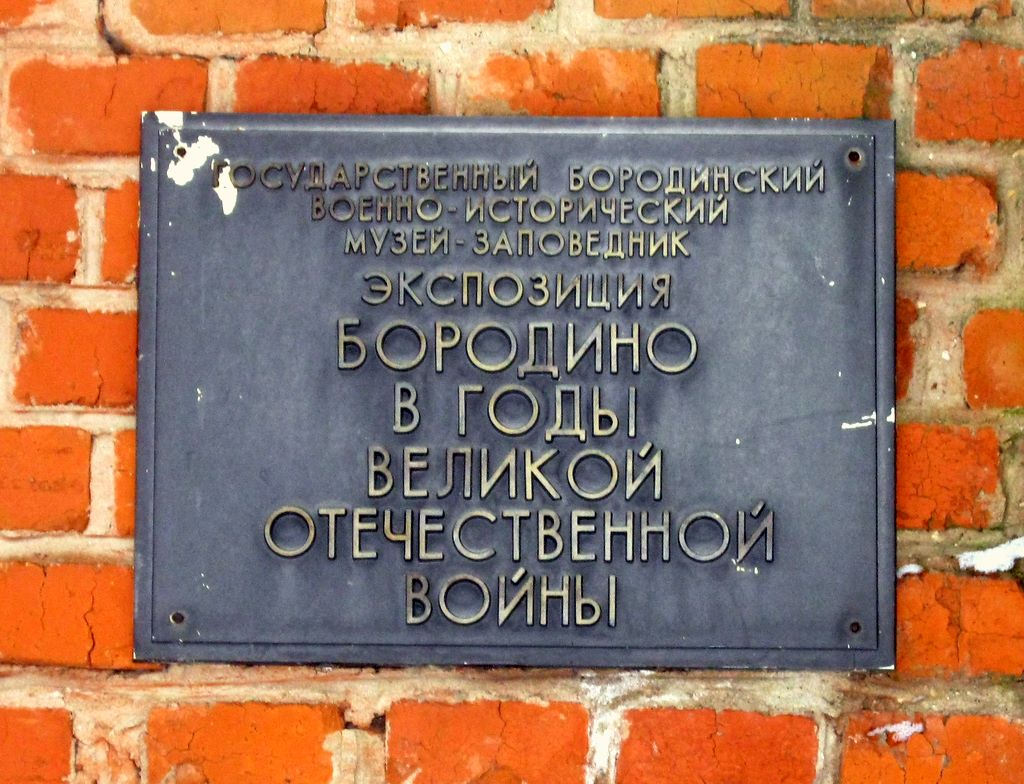 ГОСУДАРСТВЕННЫЙ БОРОДИНСКИЙ
ВОЕННО-ИСТОРИЧЕСКИЙ
МУЗЕЙ-ЗАПОВЕДНИК
ЭКСПОЗИЦИЯ
БОРОДИНО
В ГОДЫ
ВЕЛИКОЙ
ОТЕЧЕСТВЕННОЙ
ВОЙНЫ